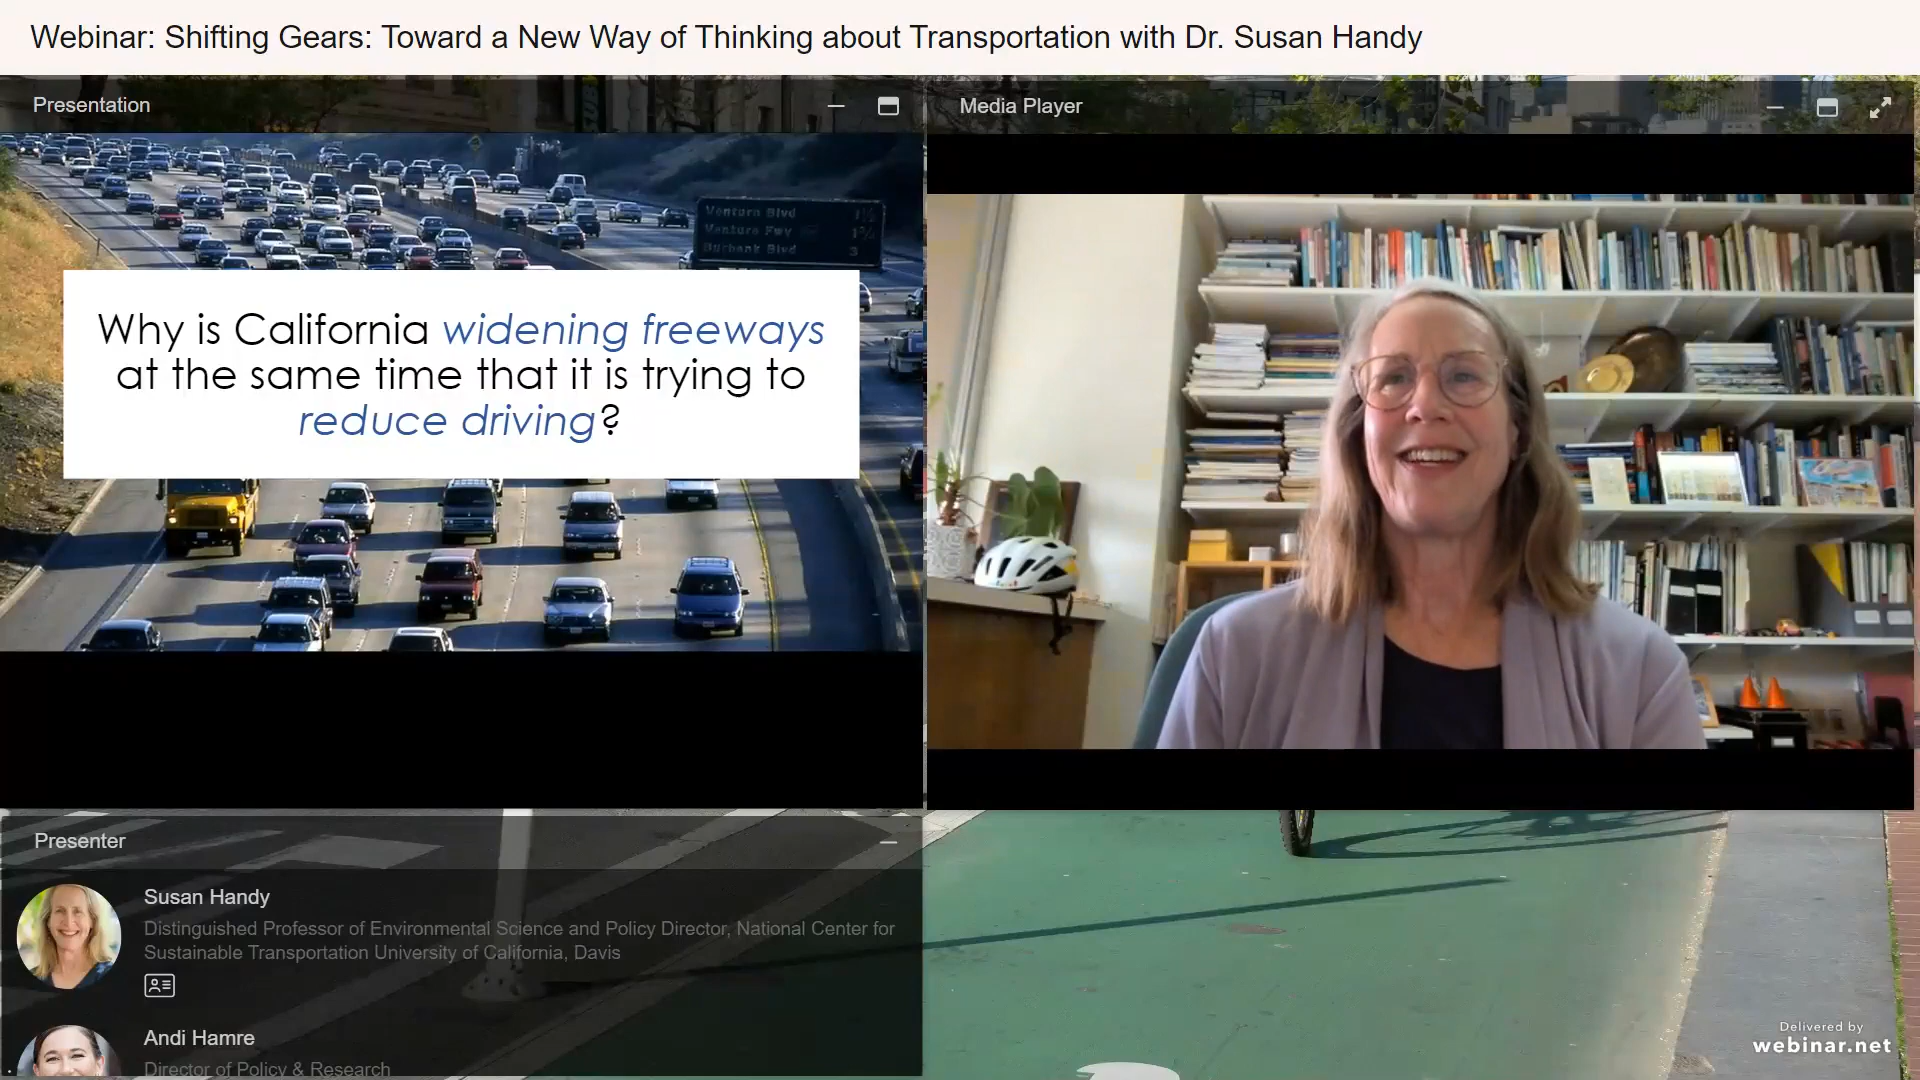 Webinar: Shifting Gears: Toward a New Way of Thinking about Transportation with Dr. Susan Handy
Presentation
Media Player
Ventura Blvd
Ventura Fwy
Burbank Blvd 3
Why is California widening freeways
at the same time that it is trying to
reduce driving?
Presenter
Susan Handy
Distinguished Professor of Environmental Science and Policy Director, National Center for
Sustainable Transportation University of California, Davis
Andi Hamre
Director of Policy & Research
Delivered by
webinar.net